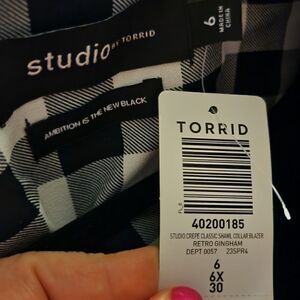 studio BY TORRID
6
MADE IN
CHINA
AMBITION IS THE NEW BLACK
TORRID
40200185
STUDIO CREPE CLASSIC SHAWL COLLAR BLAZER
RETRO GINGHAM
DEPT 0057 23SPR4
6
6X
30